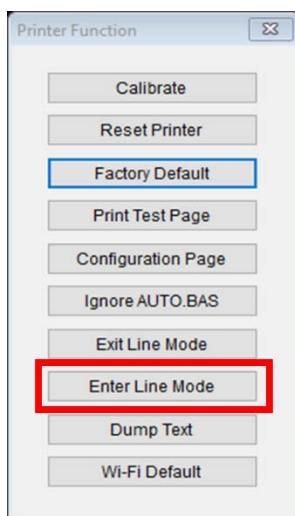 Printer Function
Calibrate
Reset Printer
Factory Default
Print Test Page
Configuration Page
Ignore AUTO.BAS
Exit Line Mode
Enter Line Mode
Dump Text
Wi-Fi Default